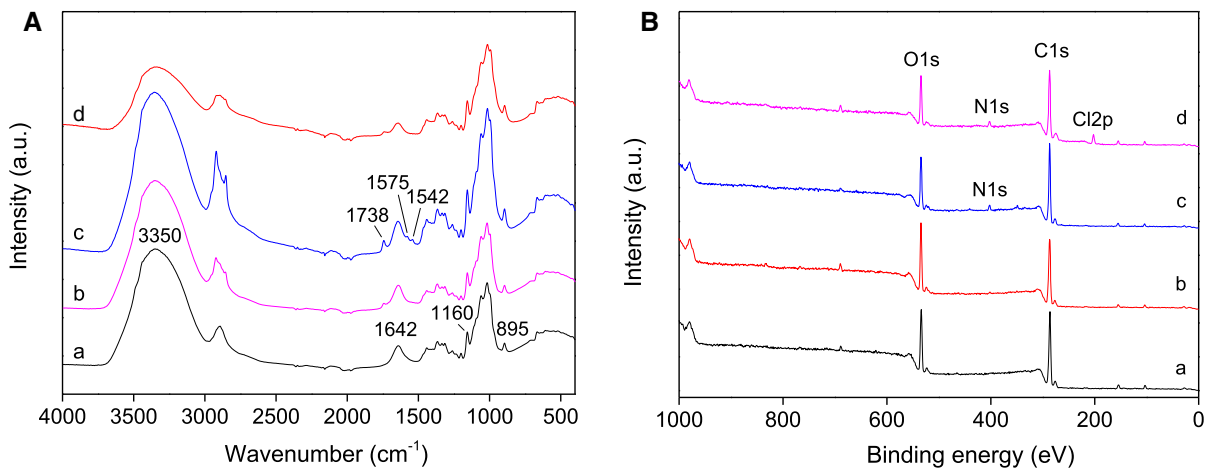 A
Intensity (a.u.)
d
c
b
a
3350
1738
1575
1542
1642
1160
895
4000 3500 3000 2500 2000 1500 1000 500
Wavenumber (cm⁻¹)
B
Intensity (a.u.)
O1s
C1s
N1s
Cl2p
d
N1s
c
b
a
1000 800 600 400 200 0
Binding energy (eV)